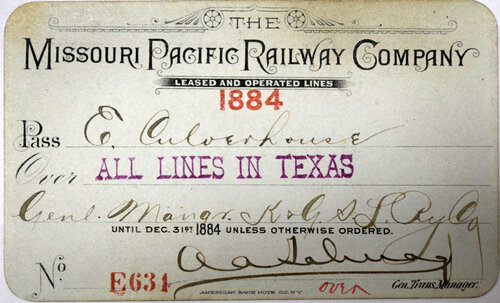 THE
MISSOURI PACIFIC RAILWAY COMPANY
LEASED AND OPERATED LINES
1884
Pass E. Culverhouse
Over ALL LINES IN TEXAS
Genl. Mangr. K & G. S. L. Ry Co
UNTIL DEC. 31ST 1884 UNLESS OTHERWISE ORDERED.
No E634
AMERICAN BANK NOTE CO. N.Y.
OVER
Gen. Trans. Manager.